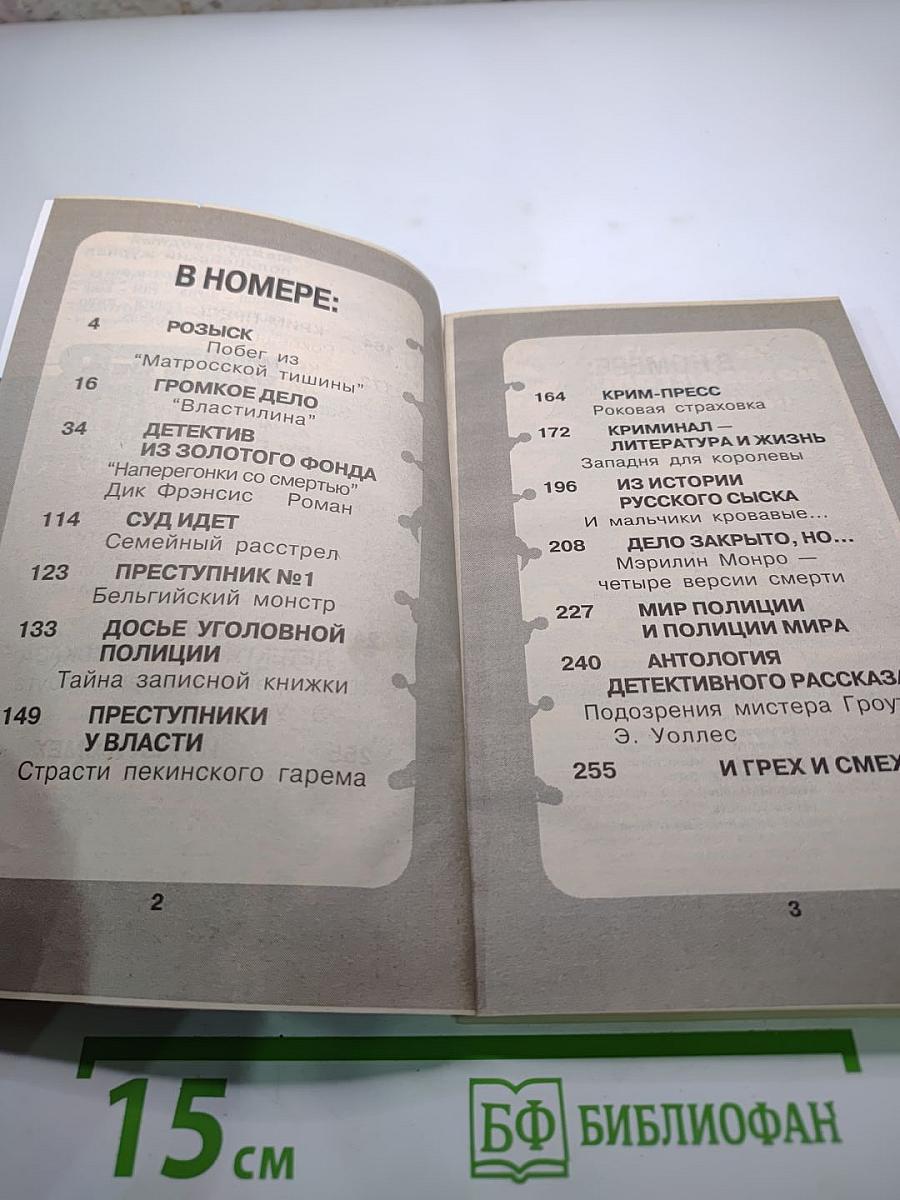 В НОМЕРЕ:
4 РОЗЫСК
Побег из
“Матросской тишины”
16 ГРОМКОЕ ДЕЛО
“Властилина”
34 ДЕТЕКТИВ
ИЗ ЗОЛОТОГО ФОНДА
“Наперегонки со смертью”
Дик Фрэнсис Роман
114 СУД ИДЕТ
Семейный расстрел
123 ПРЕСТУПНИК №1
Бельгийский монстр
133 ДОСЬЕ УГОЛОВНОЙ
ПОЛИЦИИ
Тайна записной книжки
149 ПРЕСТУПНИКИ
У ВЛАСТИ
Страсти пекинского гарема
2
164 КРИМ-ПРЕСС
Роковая страховка
172 КРИМИНАЛ —
ЛИТЕРАТУРА И ЖИЗНЬ
Западня для королевы
196 ИЗ ИСТОРИИ
РУССКОГО СЫСКА
И мальчики кровавые...
208 ДЕЛО ЗАКРЫТО, НО...
Мэрилин Монро —
четыре версии смерти
227 МИР ПОЛИЦИИ
И ПОЛИЦИИ МИРА
240 АНТОЛОГИЯ
ДЕТЕКТИВНОГО РАССКАЗА
Подозрения мистера Гроут
Э. Уоллес
255 И ГРЕХ И СМЕХ
3
15 см
БФ БИБЛИОФАН